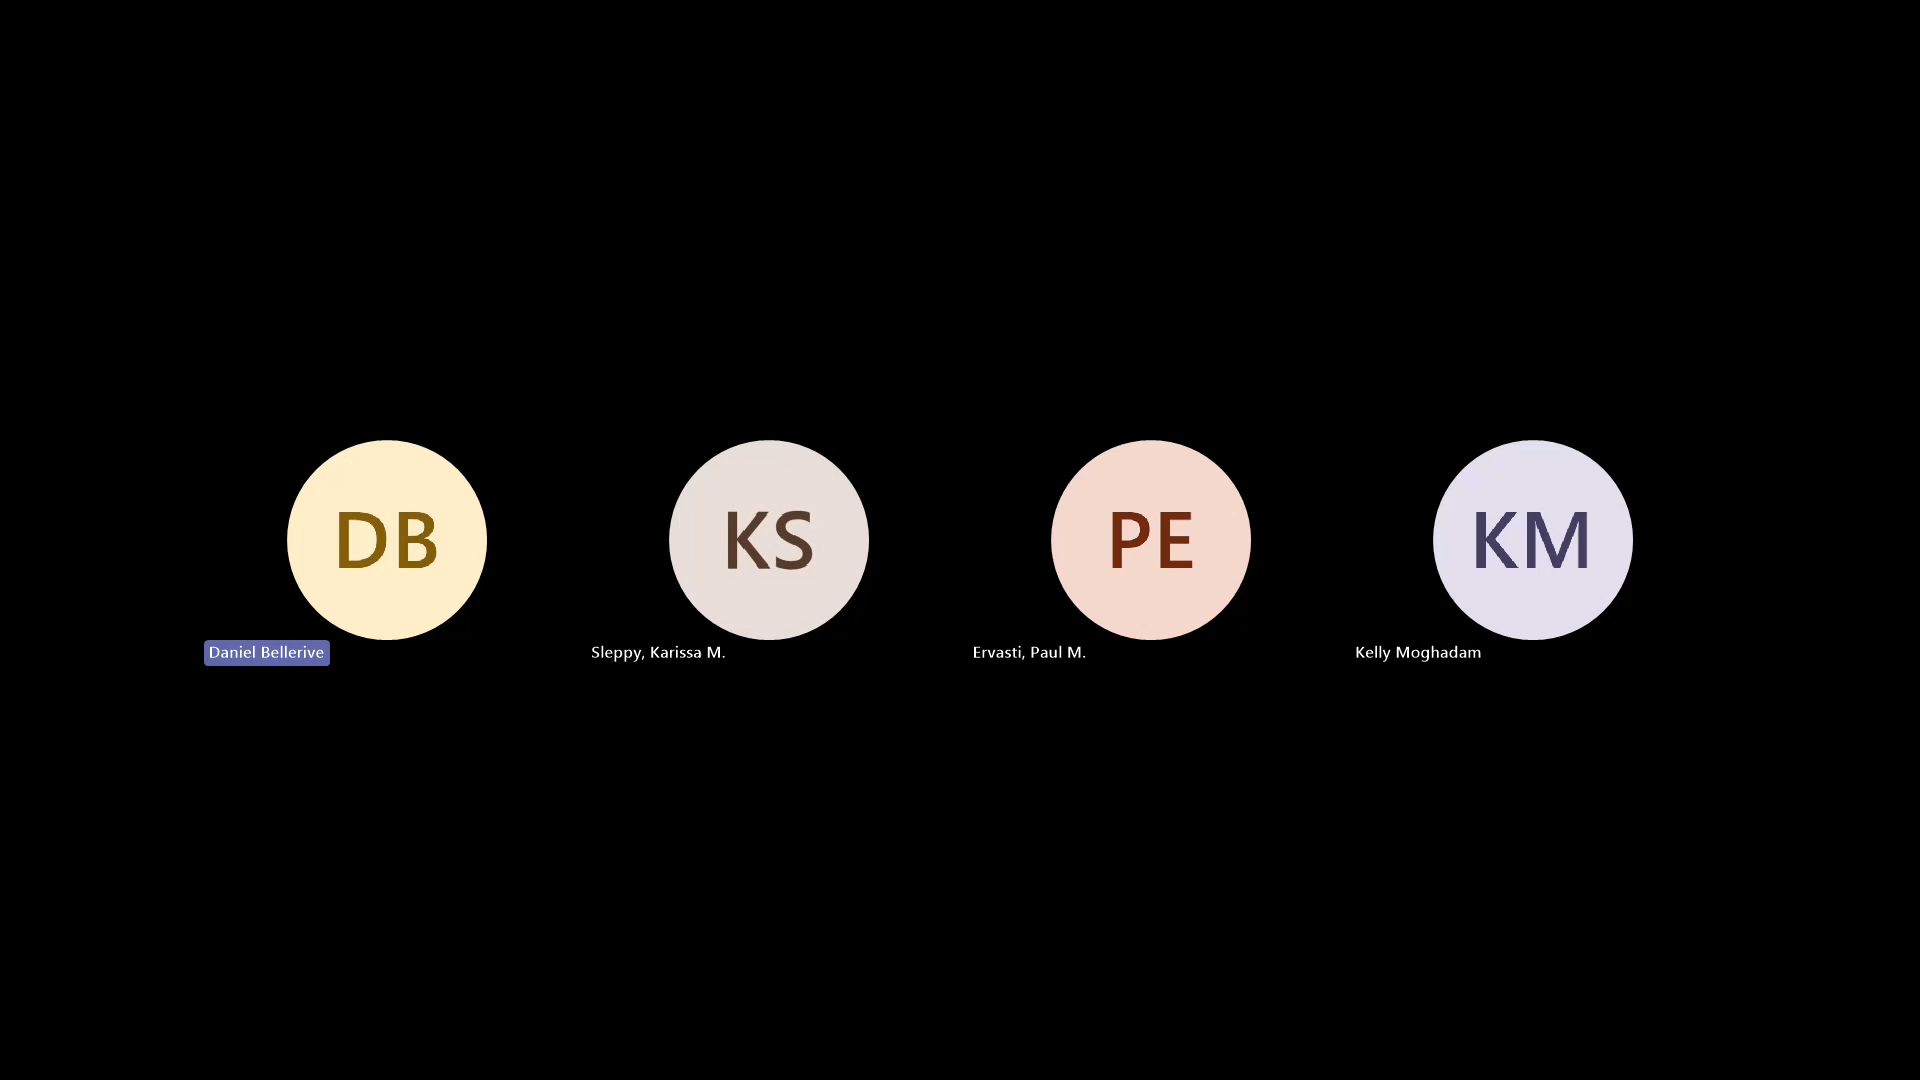 DB
KS
PE
KM
Daniel Bellerive
Sleppy, Karissa M.
Ervasti, Paul M.
Kelly Moghadam